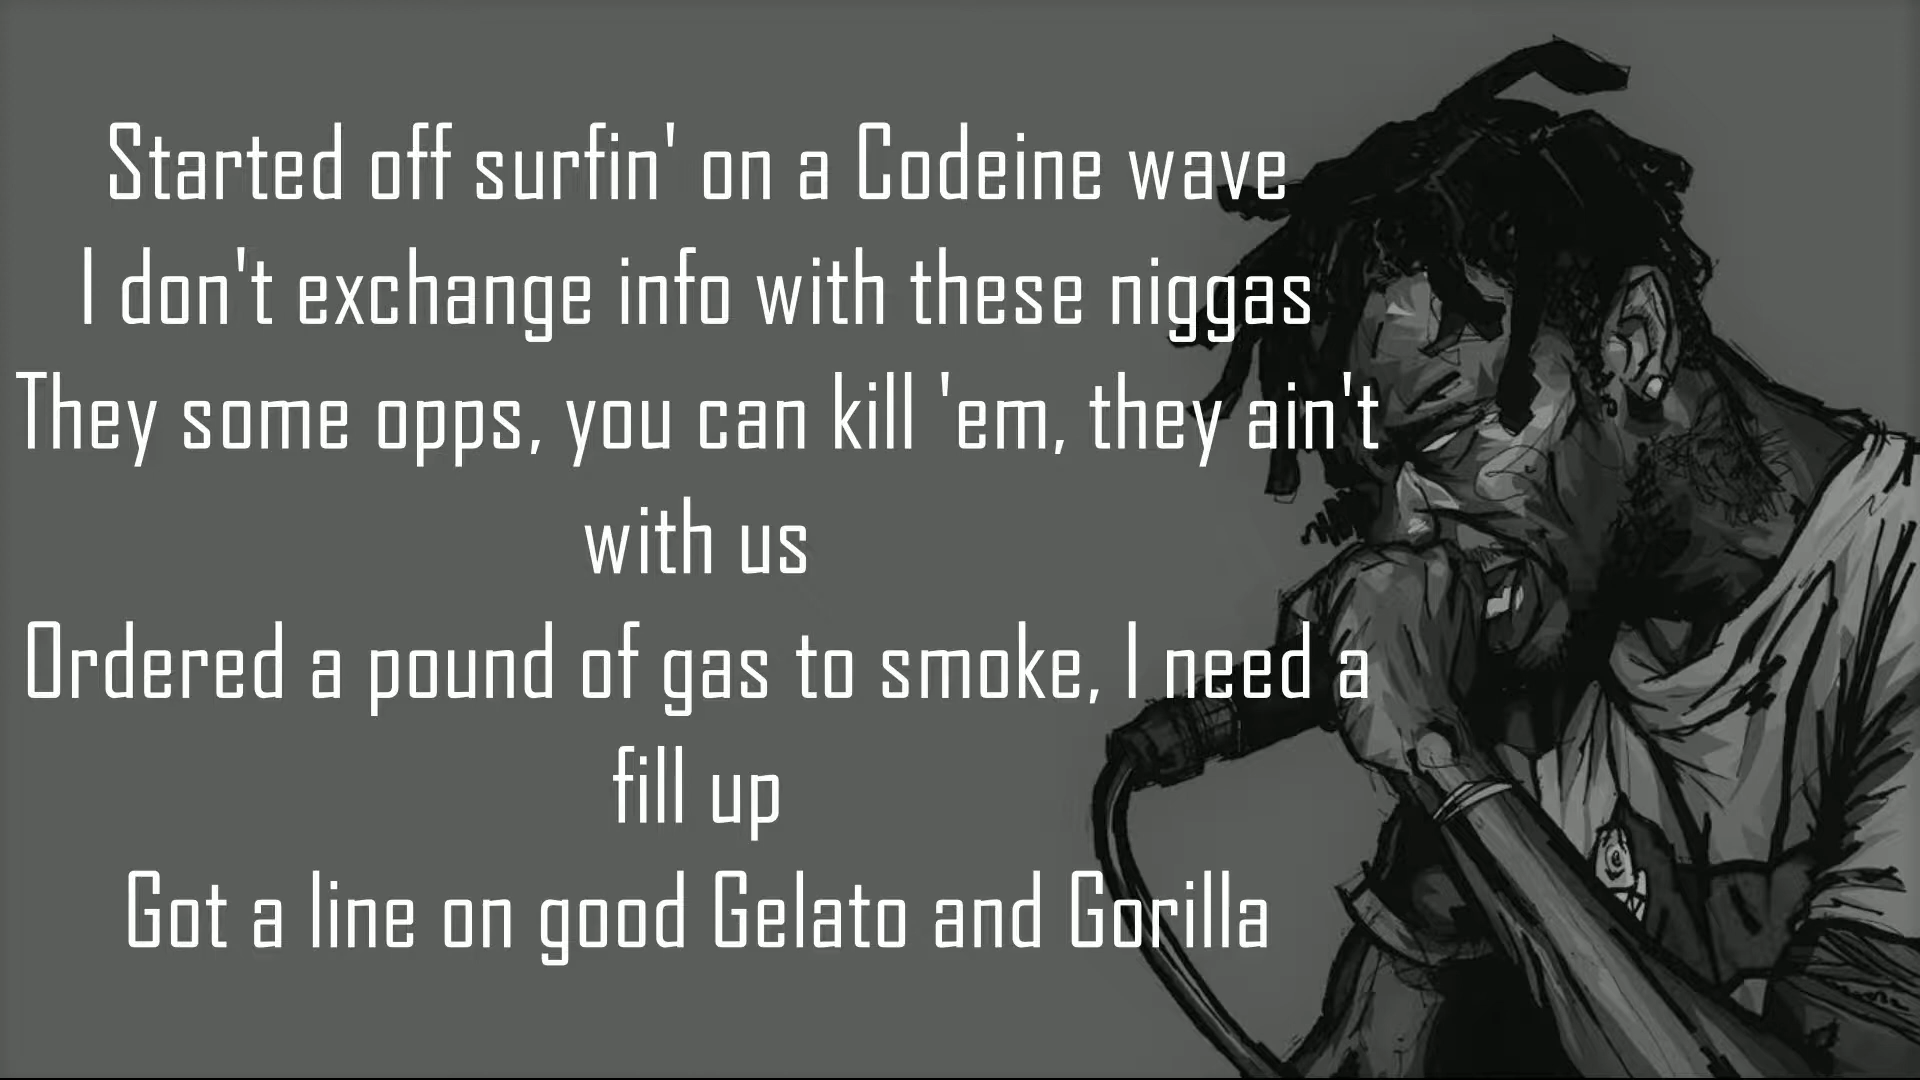 Started off surfin' on a Codeine wave
I don't exchange info with these niggas
They some opps, you can kill 'em, they ain't
with us
Ordered a pound of gas to smoke, I need a
fill up
Got a line on good Gelato and Gorilla